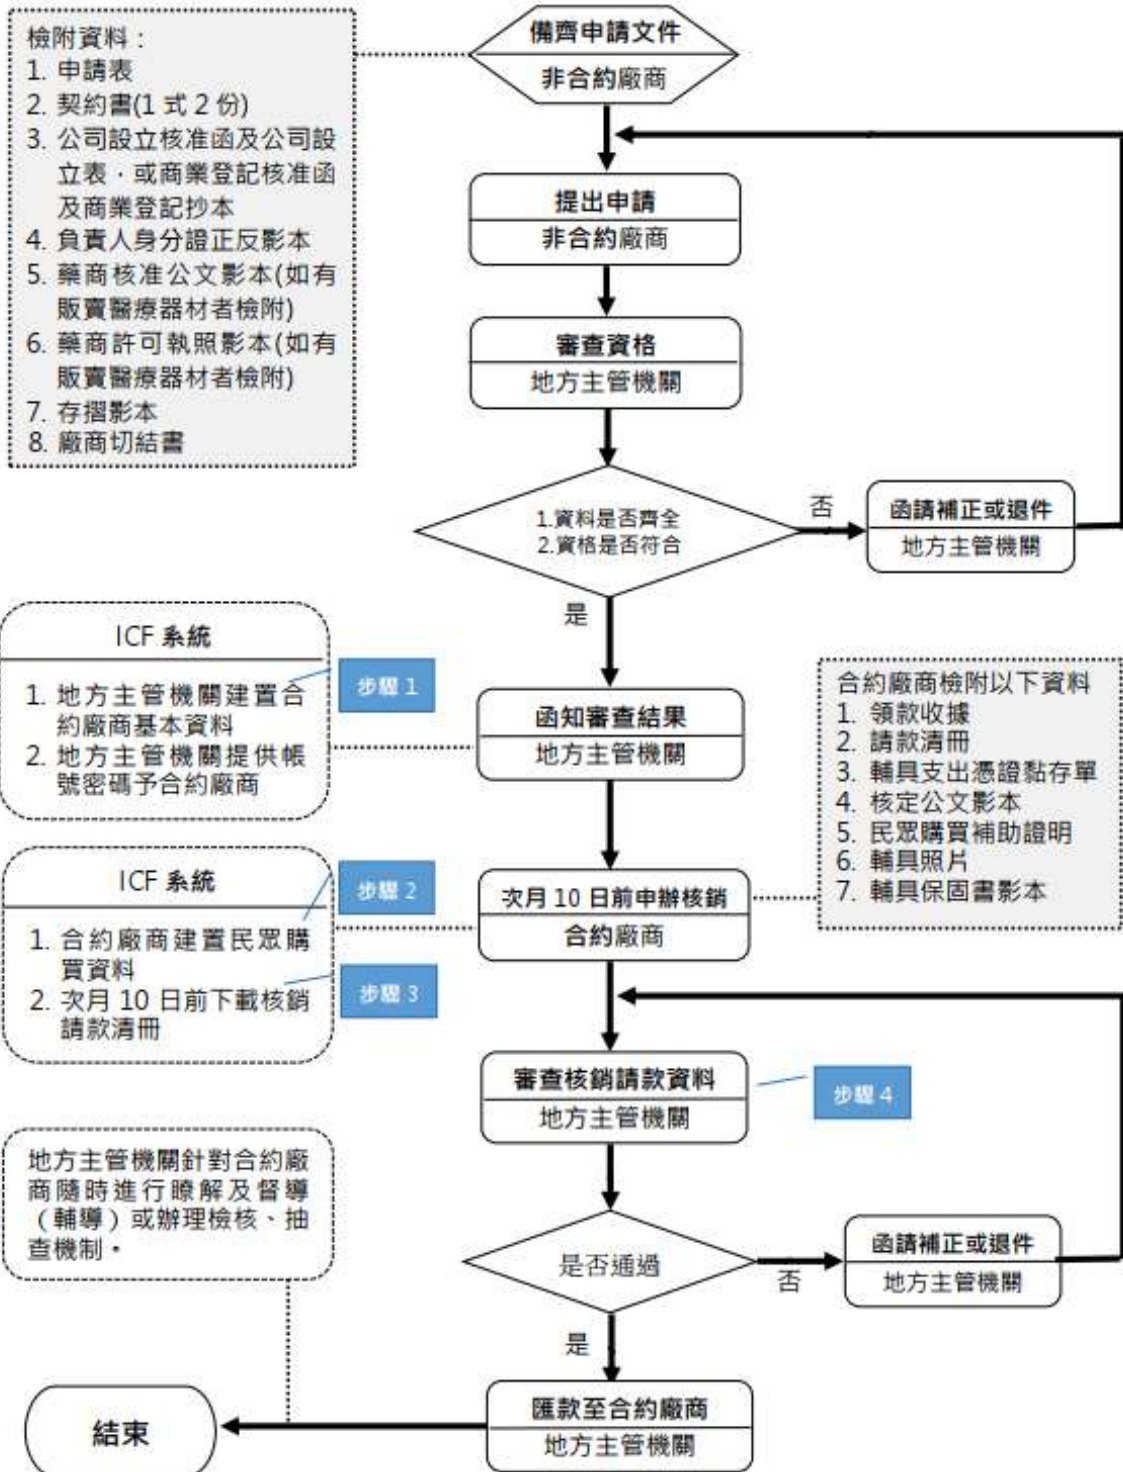 備齊申請文件
非合約廠商
檢附資料：
1. 申請表
2. 契約書(1 式 2 份)
3. 公司設立核准函及公司設
立表，或商業登記核准函
及商業登記抄本
4. 負責人身分證正反影本
5. 藥商核准公文影本(如有
販賣醫療器材者檢附)
6. 藥商許可執照影本(如有
販賣醫療器材者檢附)
7. 存摺影本
8. 廠商切結書
提出申請
非合約廠商
審查資格
地方主管機關
1.資料是否齊全
2.資格是否符合
否
函請補正或退件
地方主管機關
是
ICF 系統
1. 地方主管機關建置合
約廠商基本資料
2. 地方主管機關提供帳
號密碼予合約廠商
步驟 1
函知審查結果
地方主管機關
合約廠商檢附以下資料
1. 領款收據
2. 請款清冊
3. 輔具支出憑證黏存單
4. 核定公文影本
5. 民眾購買補助證明
6. 輔具照片
7. 輔具保固書影本
ICF 系統
1. 合約廠商建置民眾購
買資料
2. 次月 10 日前下載核銷
請款清冊
步驟 2
步驟 3
次月 10 日前申辦核銷
合約廠商
審查核銷請款資料
地方主管機關
步驟 4
地方主管機關針對合約廠
商隨時進行瞭解及督導
（輔導）或辦理檢核、抽
查機制。
是否通過
否
函請補正或退件
地方主管機關
是
匯款至合約廠商
地方主管機關
結束